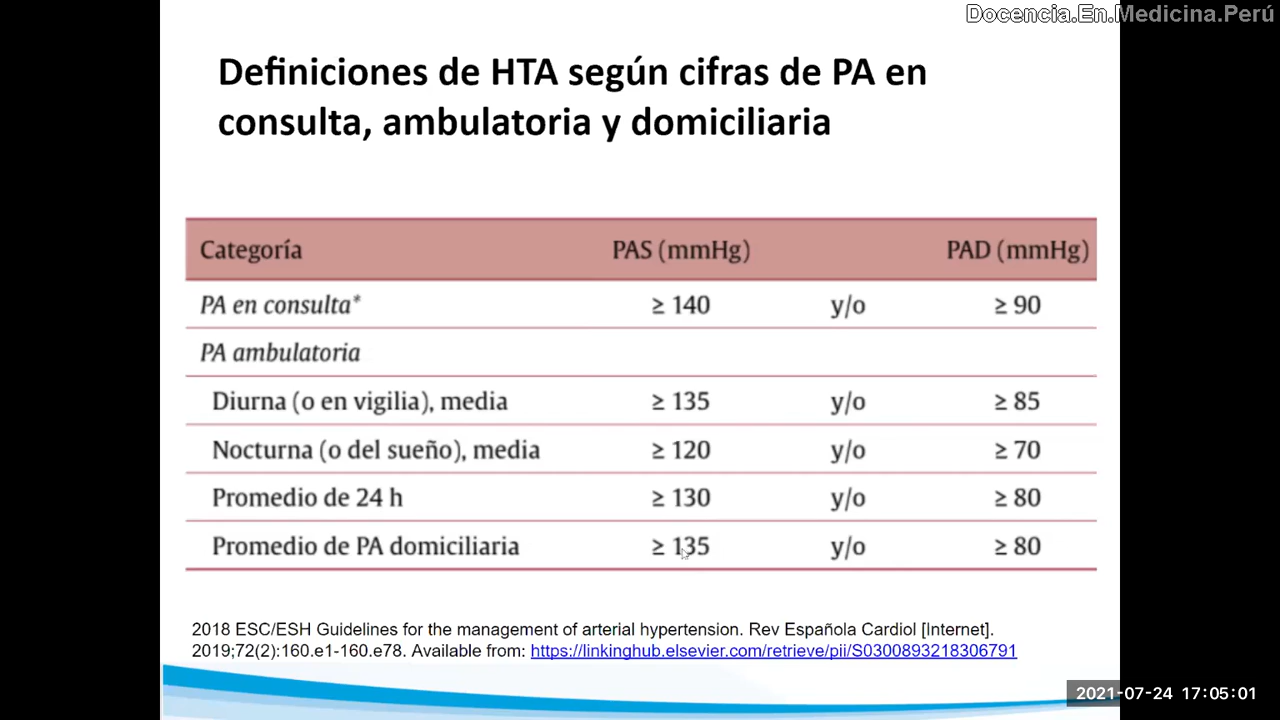 Docencia.En.Medicina.Perú
Definiciones de HTA según cifras de PA en
consulta, ambulatoria y domiciliaria
Categoría PAS (mmHg) PAD (mmHg)
PA en consulta* ≥ 140 y/o ≥ 90
PA ambulatoria
Diurna (o en vigilia), media ≥ 135 y/o ≥ 85
Nocturna (o del sueño), media ≥ 120 y/o ≥ 70
Promedio de 24 h ≥ 130 y/o ≥ 80
Promedio de PA domiciliaria ≥ 135 y/o ≥ 80
2018 ESC/ESH Guidelines for the management of arterial hypertension. Rev Española Cardiol [Internet].
2019;72(2):160.e1-160.e78. Available from: https://linkinghub.elsevier.com/retrieve/pii/S0300893218306791
2021-07-24 17:05:01